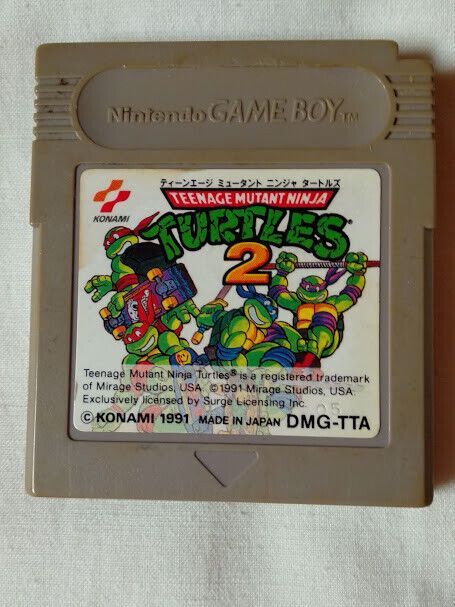 Nintendo GAME BOY TM
ティーンエージ ミュータント ニンジャ タートルズ
KONAMI
TEENAGE MUTANT NINJA
TURTLES®
2
Teenage Mutant Ninja Turtles® is a registered trademark
of Mirage Studios, USA. ©1991 Mirage Studios, USA.
Exclusively licensed by Surge Licensing Inc.
05
© KONAMI 1991 MADE IN JAPAN DMG-TTA